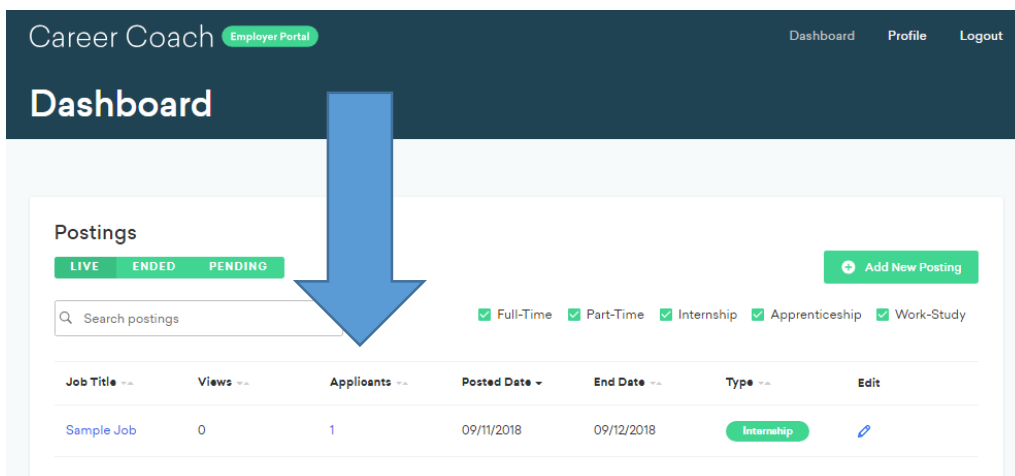 Career Coach Employer Portal Dashboard Profile Logout
Dashboard
Postings
LIVE ENDED PENDING
Add New Posting
Search postings Full-Time Part-Time Internship Apprenticeship Work-Study
Job Title Views Applicants Posted Date End Date Type Edit
Sample Job 0 1 09/11/2018 09/12/2018 Internship